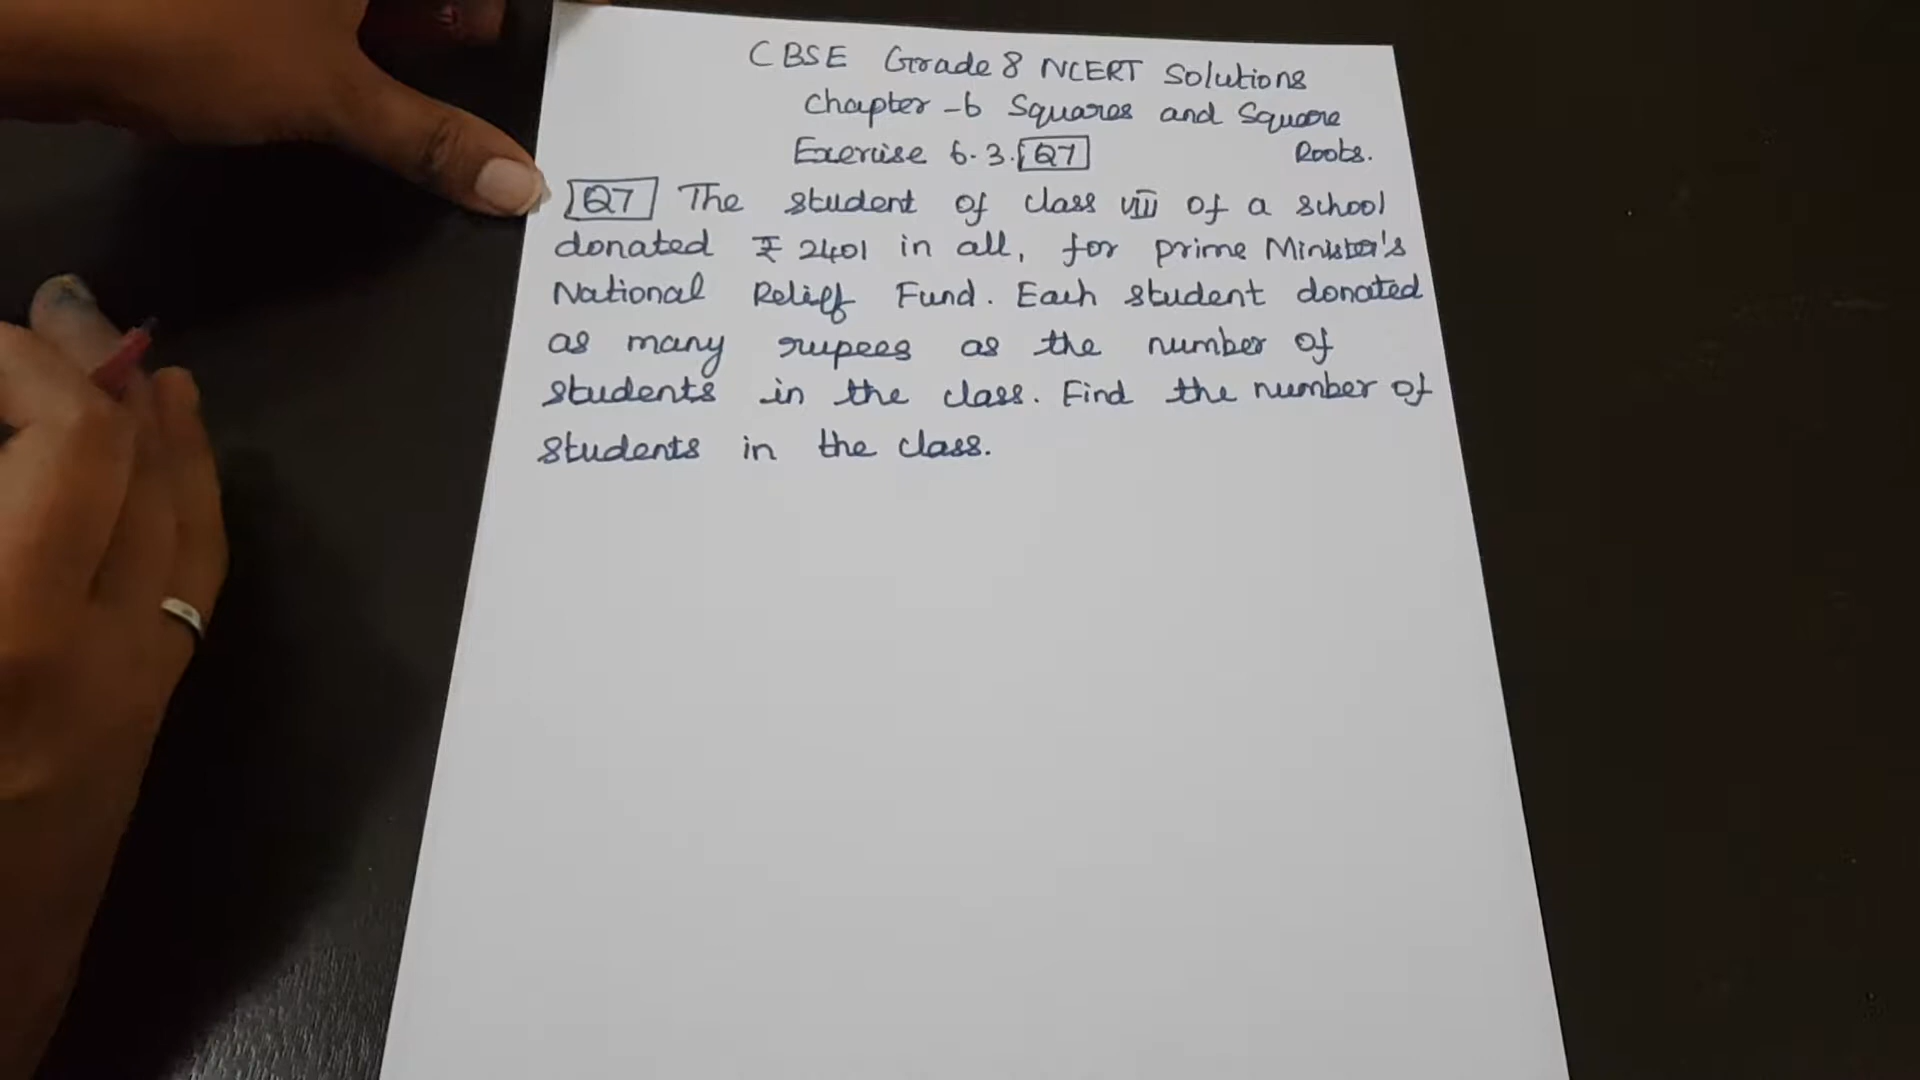 CBSE Grade 8 NCERT Solutions
Chapter - 6 Squares and Square
Exercise 6.3. Q7 Roots.
Q7 The student of class VIII of a school
donated ₹ 2401 in all, for prime Minister's
National Relief Fund. Each student donated
as many rupees as the number of
students in the class. Find the number of
students in the class.